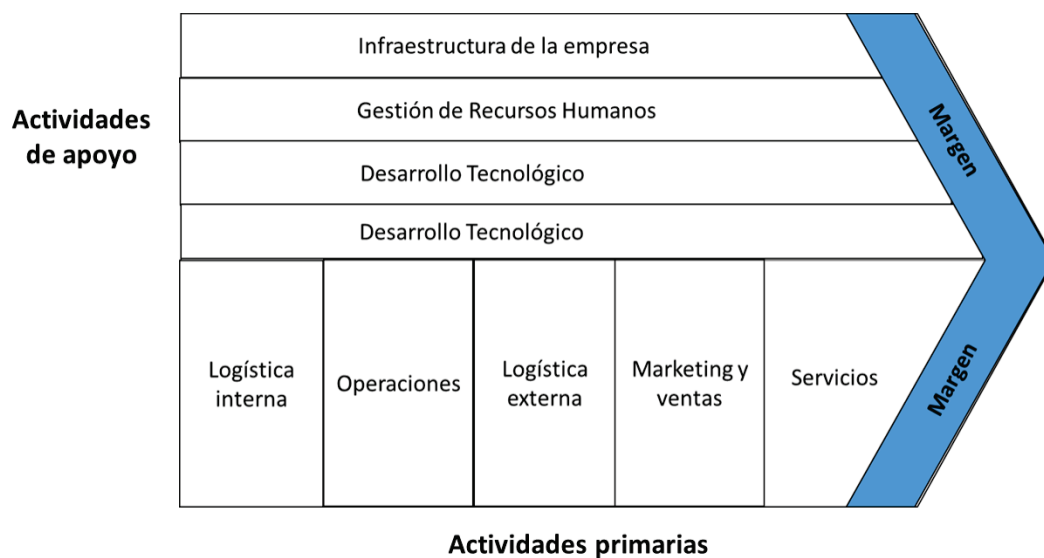 Infraestructura de la empresa
Gestión de Recursos Humanos
Actividades
de apoyo
Desarrollo Tecnológico
Desarrollo Tecnológico
Margen
Logística
interna
Operaciones
Logística
externa
Marketing y
ventas
Servicios
Margen
Actividades primarias